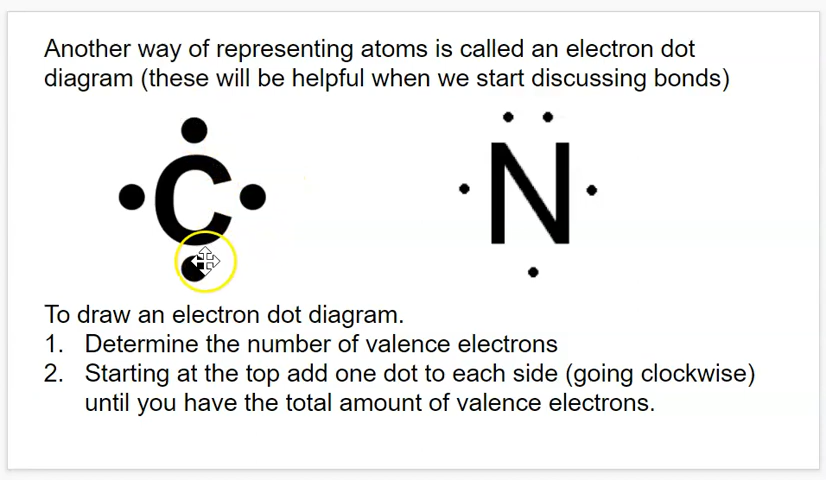 Another way of representing atoms is called an electron dot
diagram (these will be helpful when we start discussing bonds)
C N
To draw an electron dot diagram.
1. Determine the number of valence electrons
2. Starting at the top add one dot to each side (going clockwise)
until you have the total amount of valence electrons.